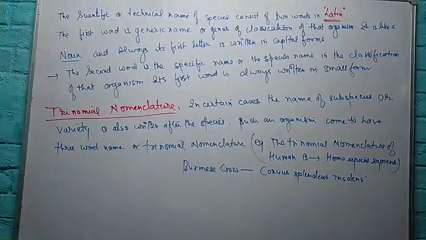 The Scientific or technical name of species consist of two words in "Latin"
The first word is generic name or genus of classification of that organism. It is like a
Noun and always its first letter is written in capital forms
→ The Second word is the specific name or the species name in the classification
of that organism its first word is always written in small form
Trinomial Nomenclature: In certain cases the name of subspecies or
variety is also written after the species. Such an organism come to have
three word name or trinomial Nomenclature (eg The trinomial Nomenclature of
Human B → Homo sapiens sapiens)
Burmese Crow — Corvus splendens insolens